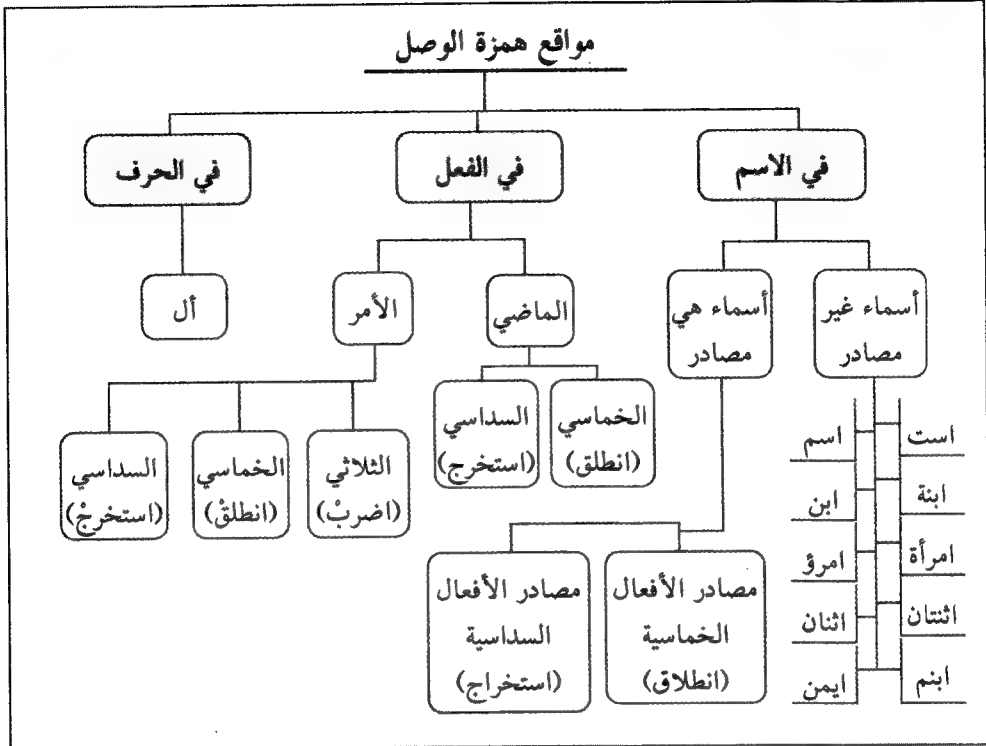 مواقع همزة الوصل
في الاسم
في الفعل
في الحرف
أسماء غير
مصادر
أسماء هي
مصادر
الماضي
الأمر
أل
الخماسي
(انطلق)
السداسي
(استخرج)
الثلاثي
(اضربْ)
الخماسي
(انطلقْ)
السداسي
(استخرجْ)
است
اسم
ابنة
ابن
امرأة
امرؤ
اثنتان
اثنان
ابنم
ايمن
مصادر الأفعال
الخماسية
(انطلاق)
مصادر الأفعال
السداسية
(استخراج)